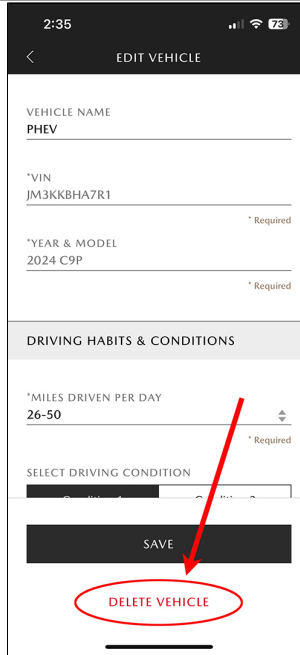 2:35
73
EDIT VEHICLE
VEHICLE NAME
PHEV
*VIN
JM3KKBHA7R1
* Required
*YEAR & MODEL
2024 C9P
* Required
DRIVING HABITS & CONDITIONS
*MILES DRIVEN PER DAY
26-50
* Required
SELECT DRIVING CONDITION
SAVE
DELETE VEHICLE